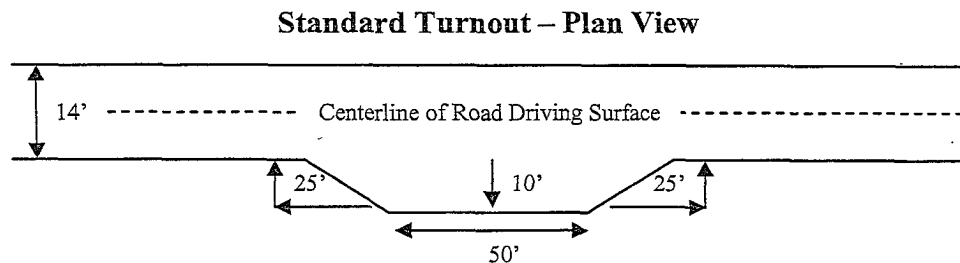 Standard Turnout – Plan View
14’
Centerline of Road Driving Surface
25’
10’
25’
50’